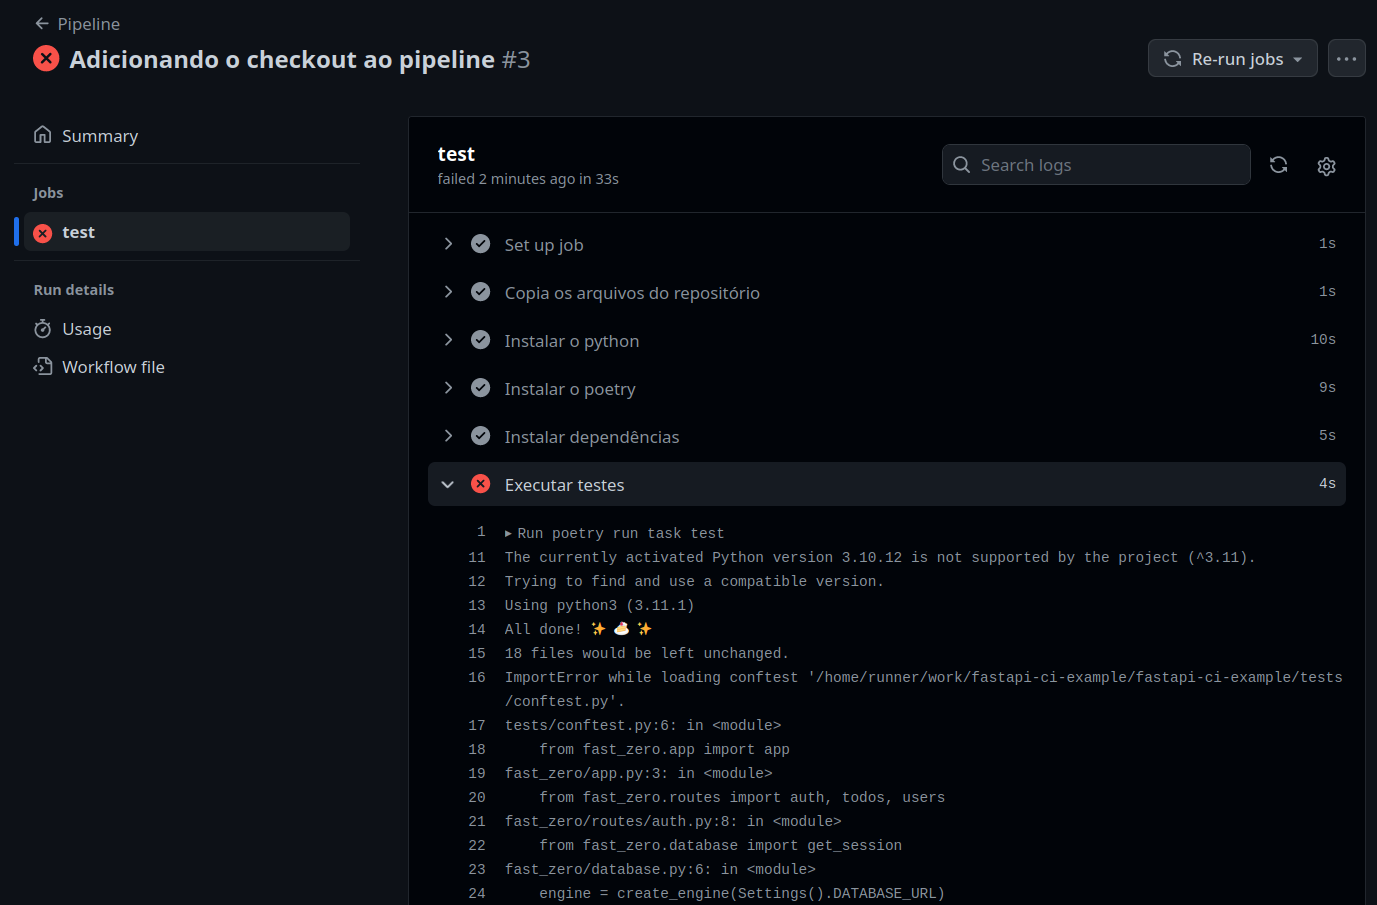 Pipeline
Adicionando o checkout ao pipeline #3
Re-run jobs
Summary
Jobs
test
Run details
Usage
Workflow file
test
failed 2 minutes ago in 33s
Search logs
Set up job 1s
Copia os arquivos do repositório 1s
Instalar o python 10s
Instalar o poetry 9s
Instalar dependências 5s
Executar testes 4s
1 Run poetry run task test
11 The currently activated Python version 3.10.12 is not supported by the project (^3.11).
12 Trying to find and use a compatible version.
13 Using python3 (3.11.1)
14 All done! ✨ 🍰 ✨
15 18 files would be left unchanged.
16 ImportError while loading conftest '/home/runner/work/fastapi-ci-example/fastapi-ci-example/tests
/conftest.py'.
17 tests/conftest.py:6: in <module>
18     from fast_zero.app import app
19 fast_zero/app.py:3: in <module>
20     from fast_zero.routes import auth, todos, users
21 fast_zero/routes/auth.py:8: in <module>
22     from fast_zero.database import get_session
23 fast_zero/database.py:6: in <module>
24     engine = create_engine(Settings().DATABASE_URL)